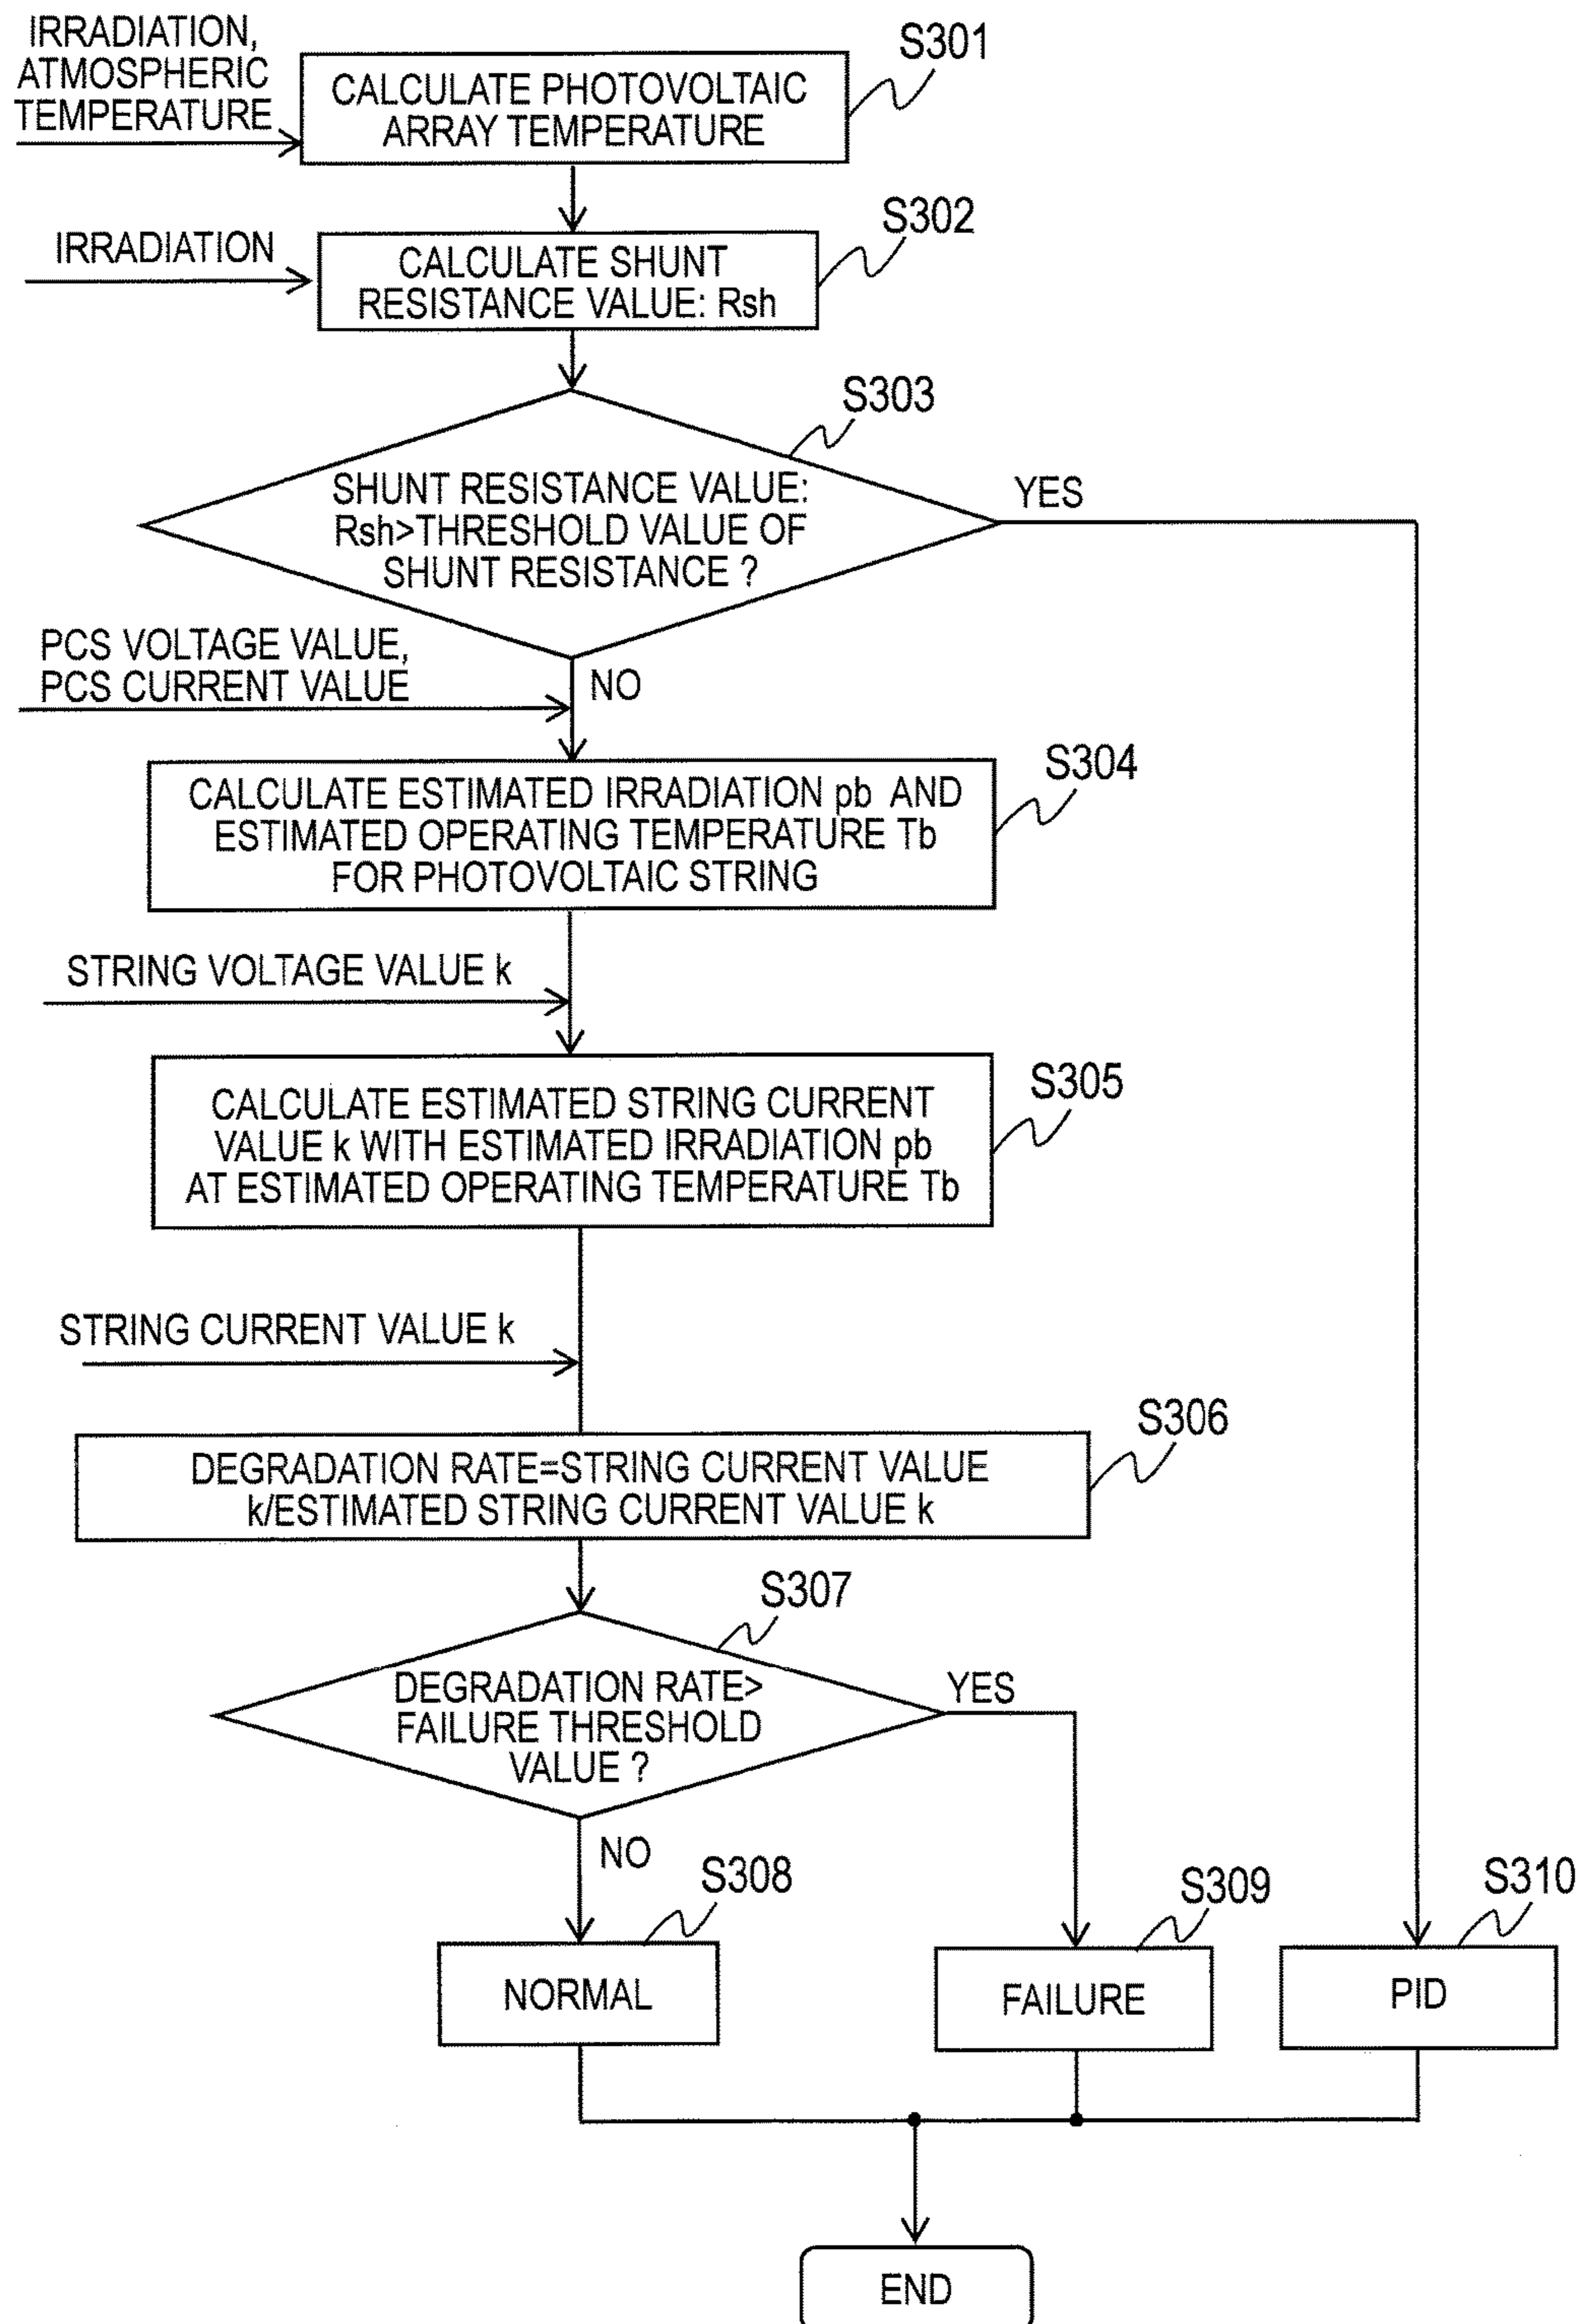 IRRADIATION,
ATMOSPHERIC
TEMPERATURE
S301
CALCULATE PHOTOVOLTAIC
ARRAY TEMPERATURE
S302
IRRADIATION
CALCULATE SHUNT
RESISTANCE VALUE: Rsh
S303
SHUNT RESISTANCE VALUE:
Rsh>THRESHOLD VALUE OF
SHUNT RESISTANCE ?
YES
PCS VOLTAGE VALUE,
PCS CURRENT VALUE
NO
S304
CALCULATE ESTIMATED IRRADIATION pb AND
ESTIMATED OPERATING TEMPERATURE Tb
FOR PHOTOVOLTAIC STRING
STRING VOLTAGE VALUE k
S305
CALCULATE ESTIMATED STRING CURRENT
VALUE k WITH ESTIMATED IRRADIATION pb
AT ESTIMATED OPERATING TEMPERATURE Tb
STRING CURRENT VALUE k
S306
DEGRADATION RATE=STRING CURRENT VALUE
k/ESTIMATED STRING CURRENT VALUE k
S307
DEGRADATION RATE>
FAILURE THRESHOLD
VALUE ?
YES
NO
S308
S309
S310
NORMAL
FAILURE
PID
END